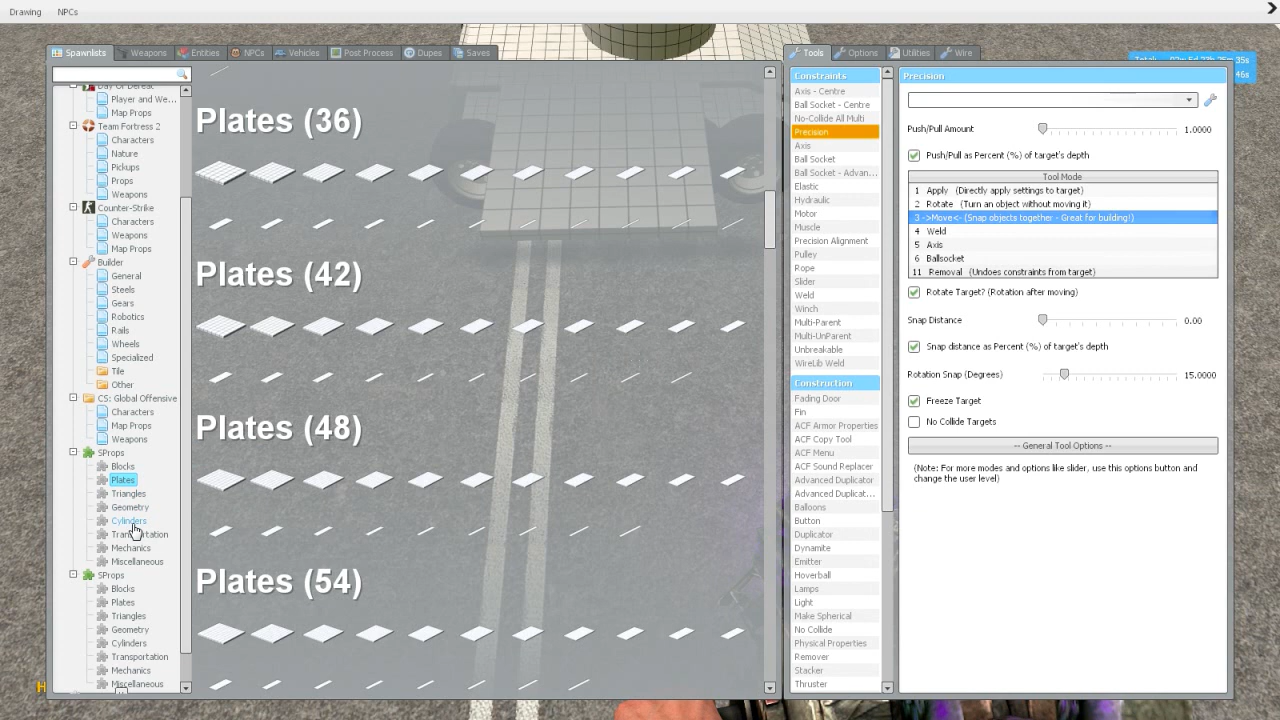 Drawing NPCs
Spawnlists Weapons Entities NPCs Vehicles Post Process Dupes Saves
Player and We...
Map Props
Team Fortress 2
Characters
Nature
Pickups
Props
Weapons
Counter-Strike
Characters
Weapons
Map Props
Builder
General
Steels
Gears
Robotics
Rails
Wheels
Specialized
Tile
Other
CS: Global Offensive
Characters
Map Props
Weapons
SProps
Blocks
Plates
Triangles
Geometry
Cylinders
Transportation
Mechanics
Miscellaneous
SProps
Blocks
Plates
Triangles
Geometry
Cylinders
Transportation
Mechanics
Miscellaneous
Plates (36)
Plates (42)
Plates (48)
Plates (54)
Tools Options Utilities Wire
Constraints
Axis - Centre
Ball Socket - Centre
No-Collide All Multi
Precision
Axis
Ball Socket
Ball Socket - Advan...
Elastic
Hydraulic
Motor
Muscle
Precision Alignment
Pulley
Rope
Slider
Weld
Winch
Multi-Parent
Multi-UnParent
Unbreakable
WireLib Weld
Construction
Fading Door
Fin
ACF Armor Properties
ACF Copy Tool
ACF Menu
ACF Sound Replacer
Advanced Duplicator
Advanced Duplicat...
Balloons
Button
Duplicator
Dynamite
Emitter
Hoverball
Lamps
Light
Make Spherical
No Collide
Physical Properties
Remover
Stacker
Thruster
Precision
Push/Pull Amount 1.0000
Push/Pull as Percent (%) of target's depth
Tool Mode
1 Apply (Directly apply settings to target)
2 Rotate (Turn an object without moving it)
3 ->Move<- (Snap objects together - Great for building!)
4 Weld
5 Axis
6 Ballsocket
11 Removal (Undoes constraints from target)
Rotate Target? (Rotation after moving)
Snap Distance 0.00
Snap distance as Percent (%) of target's depth
Rotation Snap (Degrees) 15.0000
Freeze Target
No Collide Targets
-- General Tool Options --
(Note: For more modes and options like slider, use this options button and
change the user level)